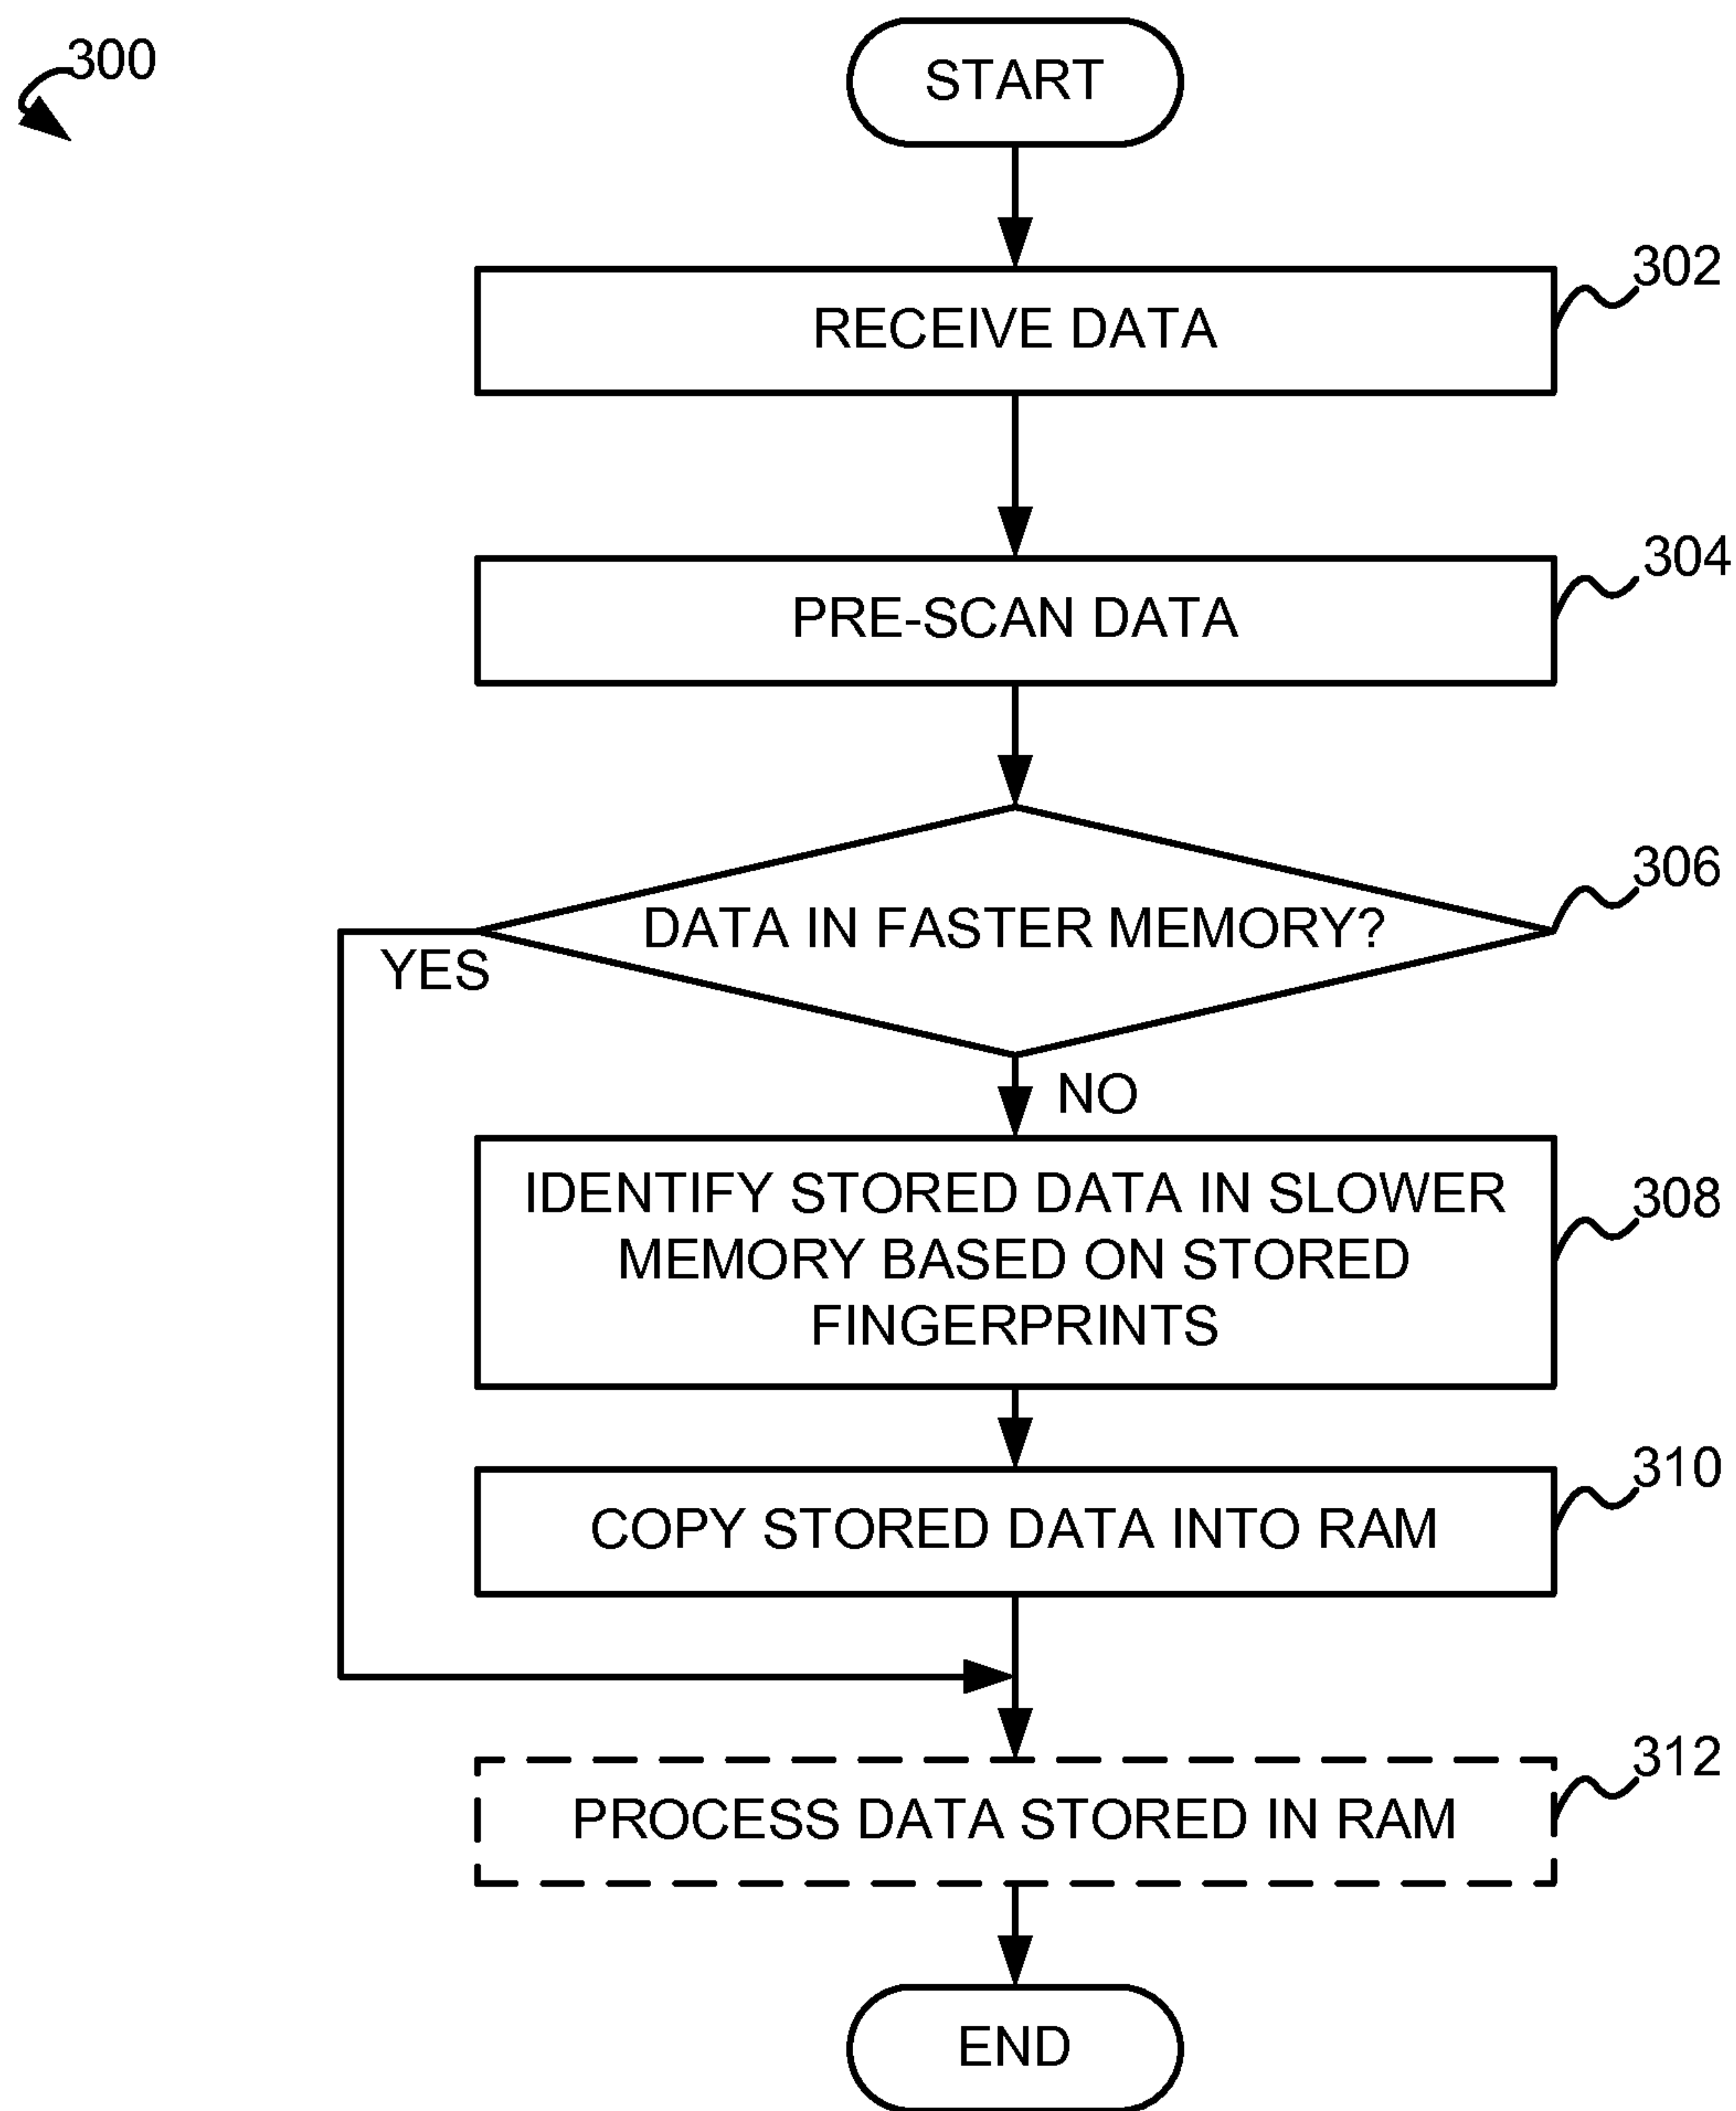 300
START
302
RECEIVE DATA
304
PRE-SCAN DATA
306
DATA IN FASTER MEMORY?
YES
NO
IDENTIFY STORED DATA IN SLOWER
308
MEMORY BASED ON STORED
FINGERPRINTS
310
COPY STORED DATA INTO RAM
312
PROCESS DATA STORED IN RAM
END